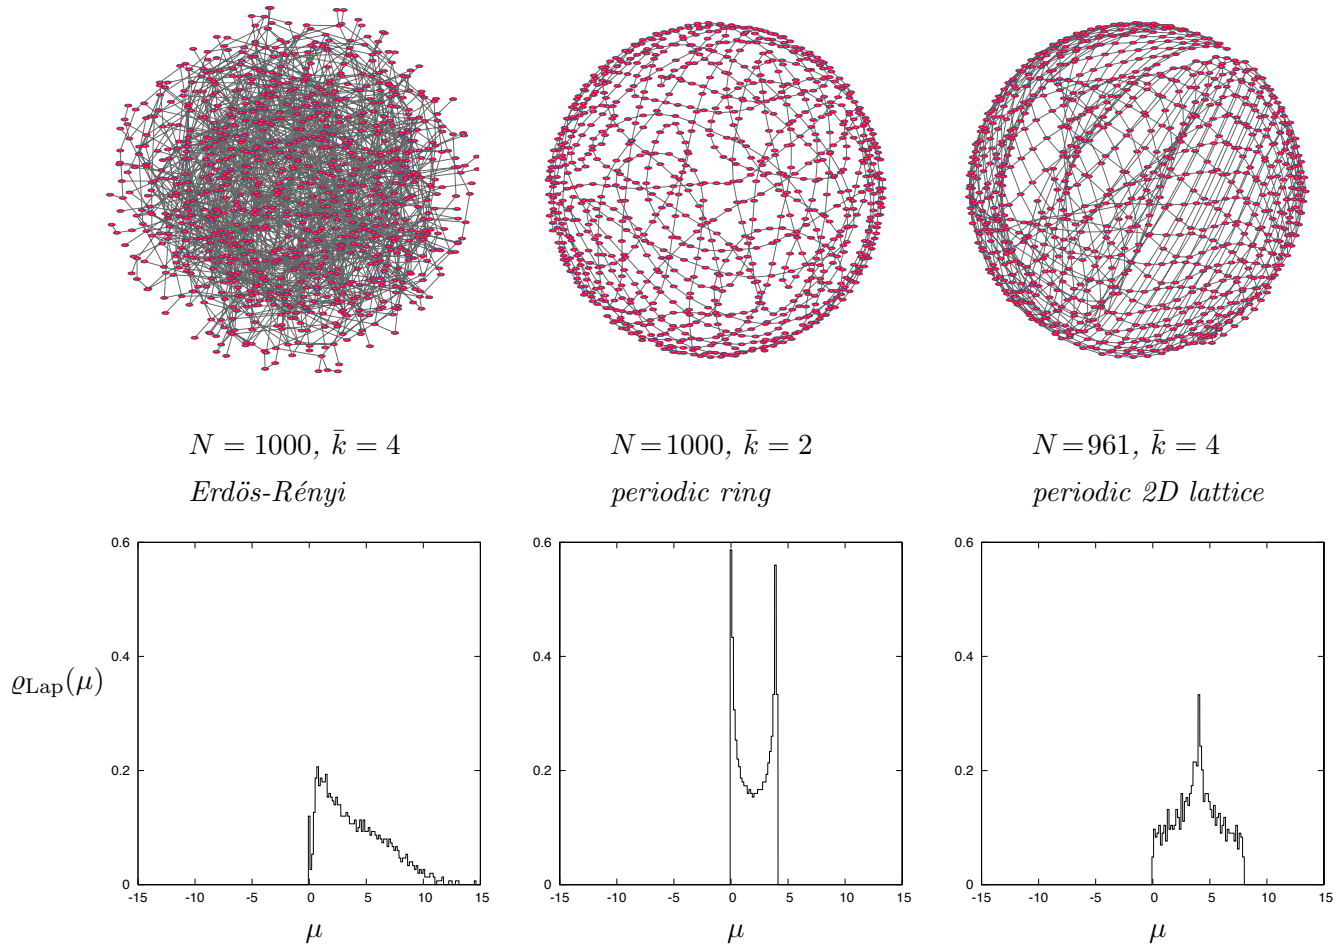 N = 1000, k̄ = 4
N = 1000, k̄ = 2
N = 961, k̄ = 4
Erdös-Rényi
periodic ring
periodic 2D lattice
ϱLap(μ)
0.6
0.4
0.2
0
-15 -10 -5 0 5 10 15
μ
0.6
0.4
0.2
0
-15 -10 -5 0 5 10 15
μ
0.6
0.4
0.2
0
-15 -10 -5 0 5 10 15
μ